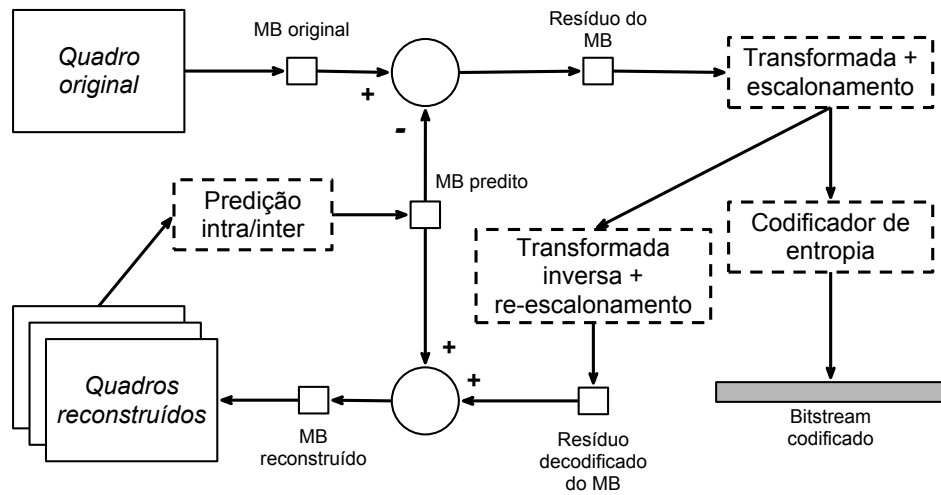 Quadro
original
MB original
+
-
Resíduo do
MB
Transformada +
escalonamento
Predição
intra/inter
MB predito
Transformada
inversa +
re-escalonamento
Codificador de
entropia
Quadros
reconstruídos
MB
reconstruído
+
+
Resíduo
decodificado
do MB
Bitstream
codificado